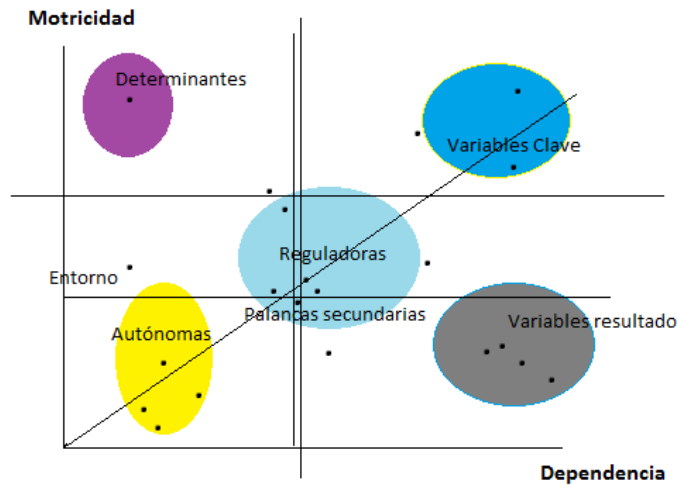 Motricidad
Determinantes
Variables Clave
Reguladoras
Entorno
Palancas secundarias
Autónomas
Variables resultado
Dependencia